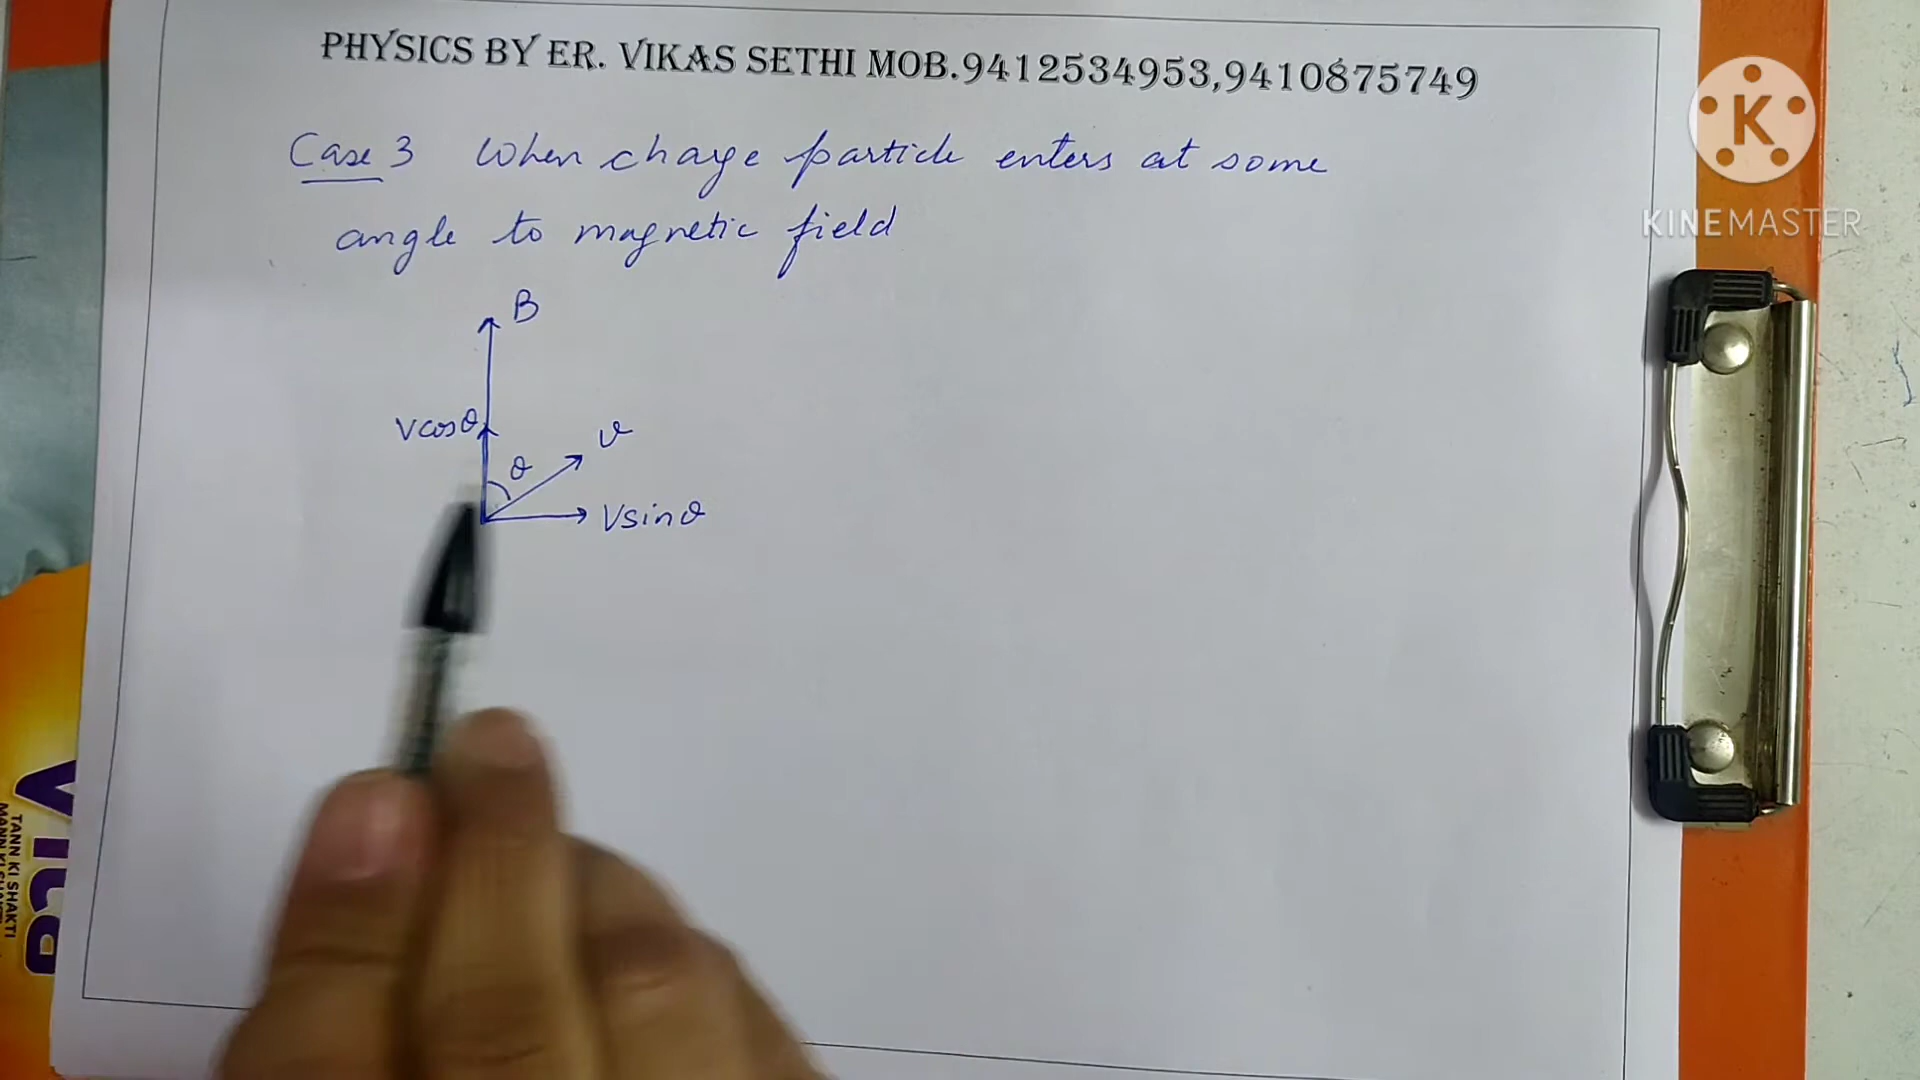 PHYSICS BY ER. VIKAS SETHI MOB.9412534953,9410875749
K
KINEMASTER
Case 3 When charge particle enters at some
angle to magnetic field
B
Vcosθ
v
θ
Vsinθ
Vita
TANN KI SHAKTI